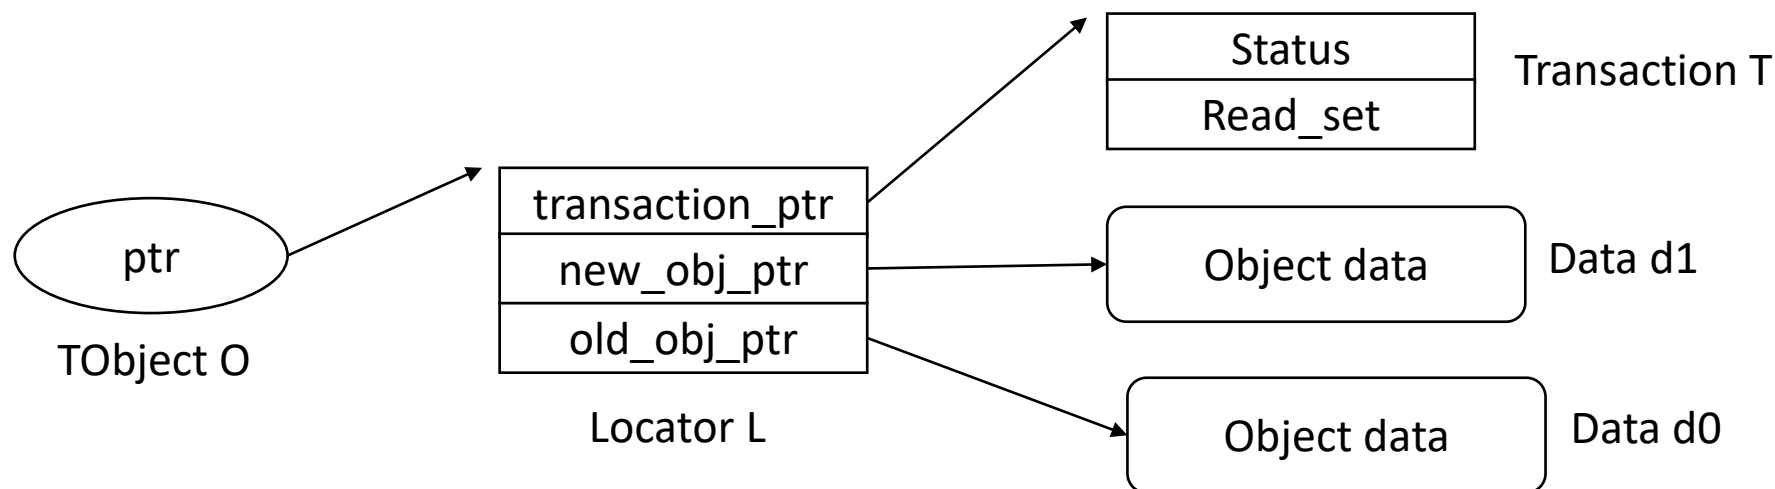 ptr
TObject O
transaction_ptr
new_obj_ptr
old_obj_ptr
Locator L
Status
Read_set
Transaction T
Object data
Data d1
Object data
Data d0